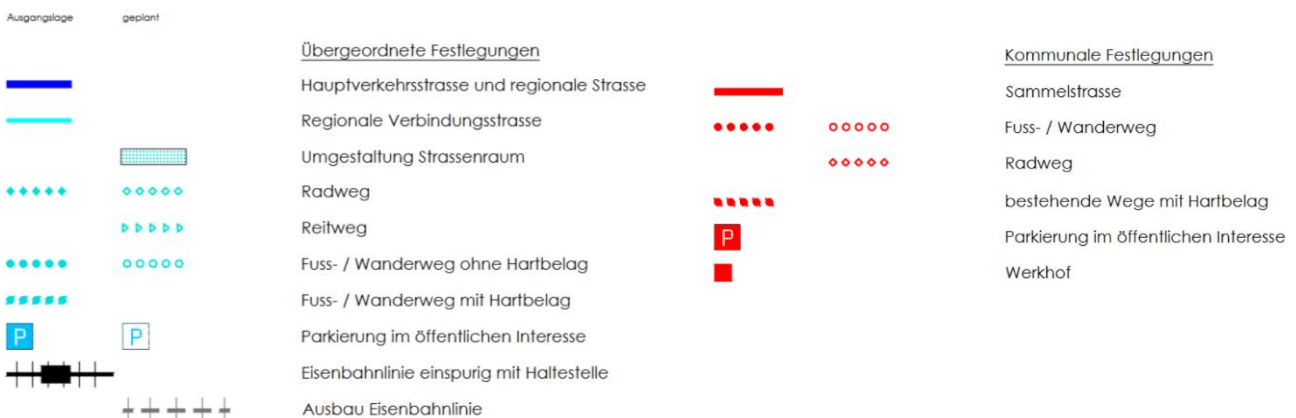 Ausgangslage geplant
Übergeordnete Festlegungen
Hauptverkehrsstrasse und regionale Strasse
Regionale Verbindungsstrasse
Umgestaltung Strassenraum
Radweg
Reitweg
Fuss- / Wanderweg ohne Hartbelag
Fuss- / Wanderweg mit Hartbelag
P P Parkierung im öffentlichen Interesse
Eisenbahnlinie einspurig mit Haltestelle
Ausbau Eisenbahnlinie
Kommunale Festlegungen
Sammelstrasse
Fuss- / Wanderweg
Radweg
bestehende Wege mit Hartbelag
P Parkierung im öffentlichen Interesse
Werkhof